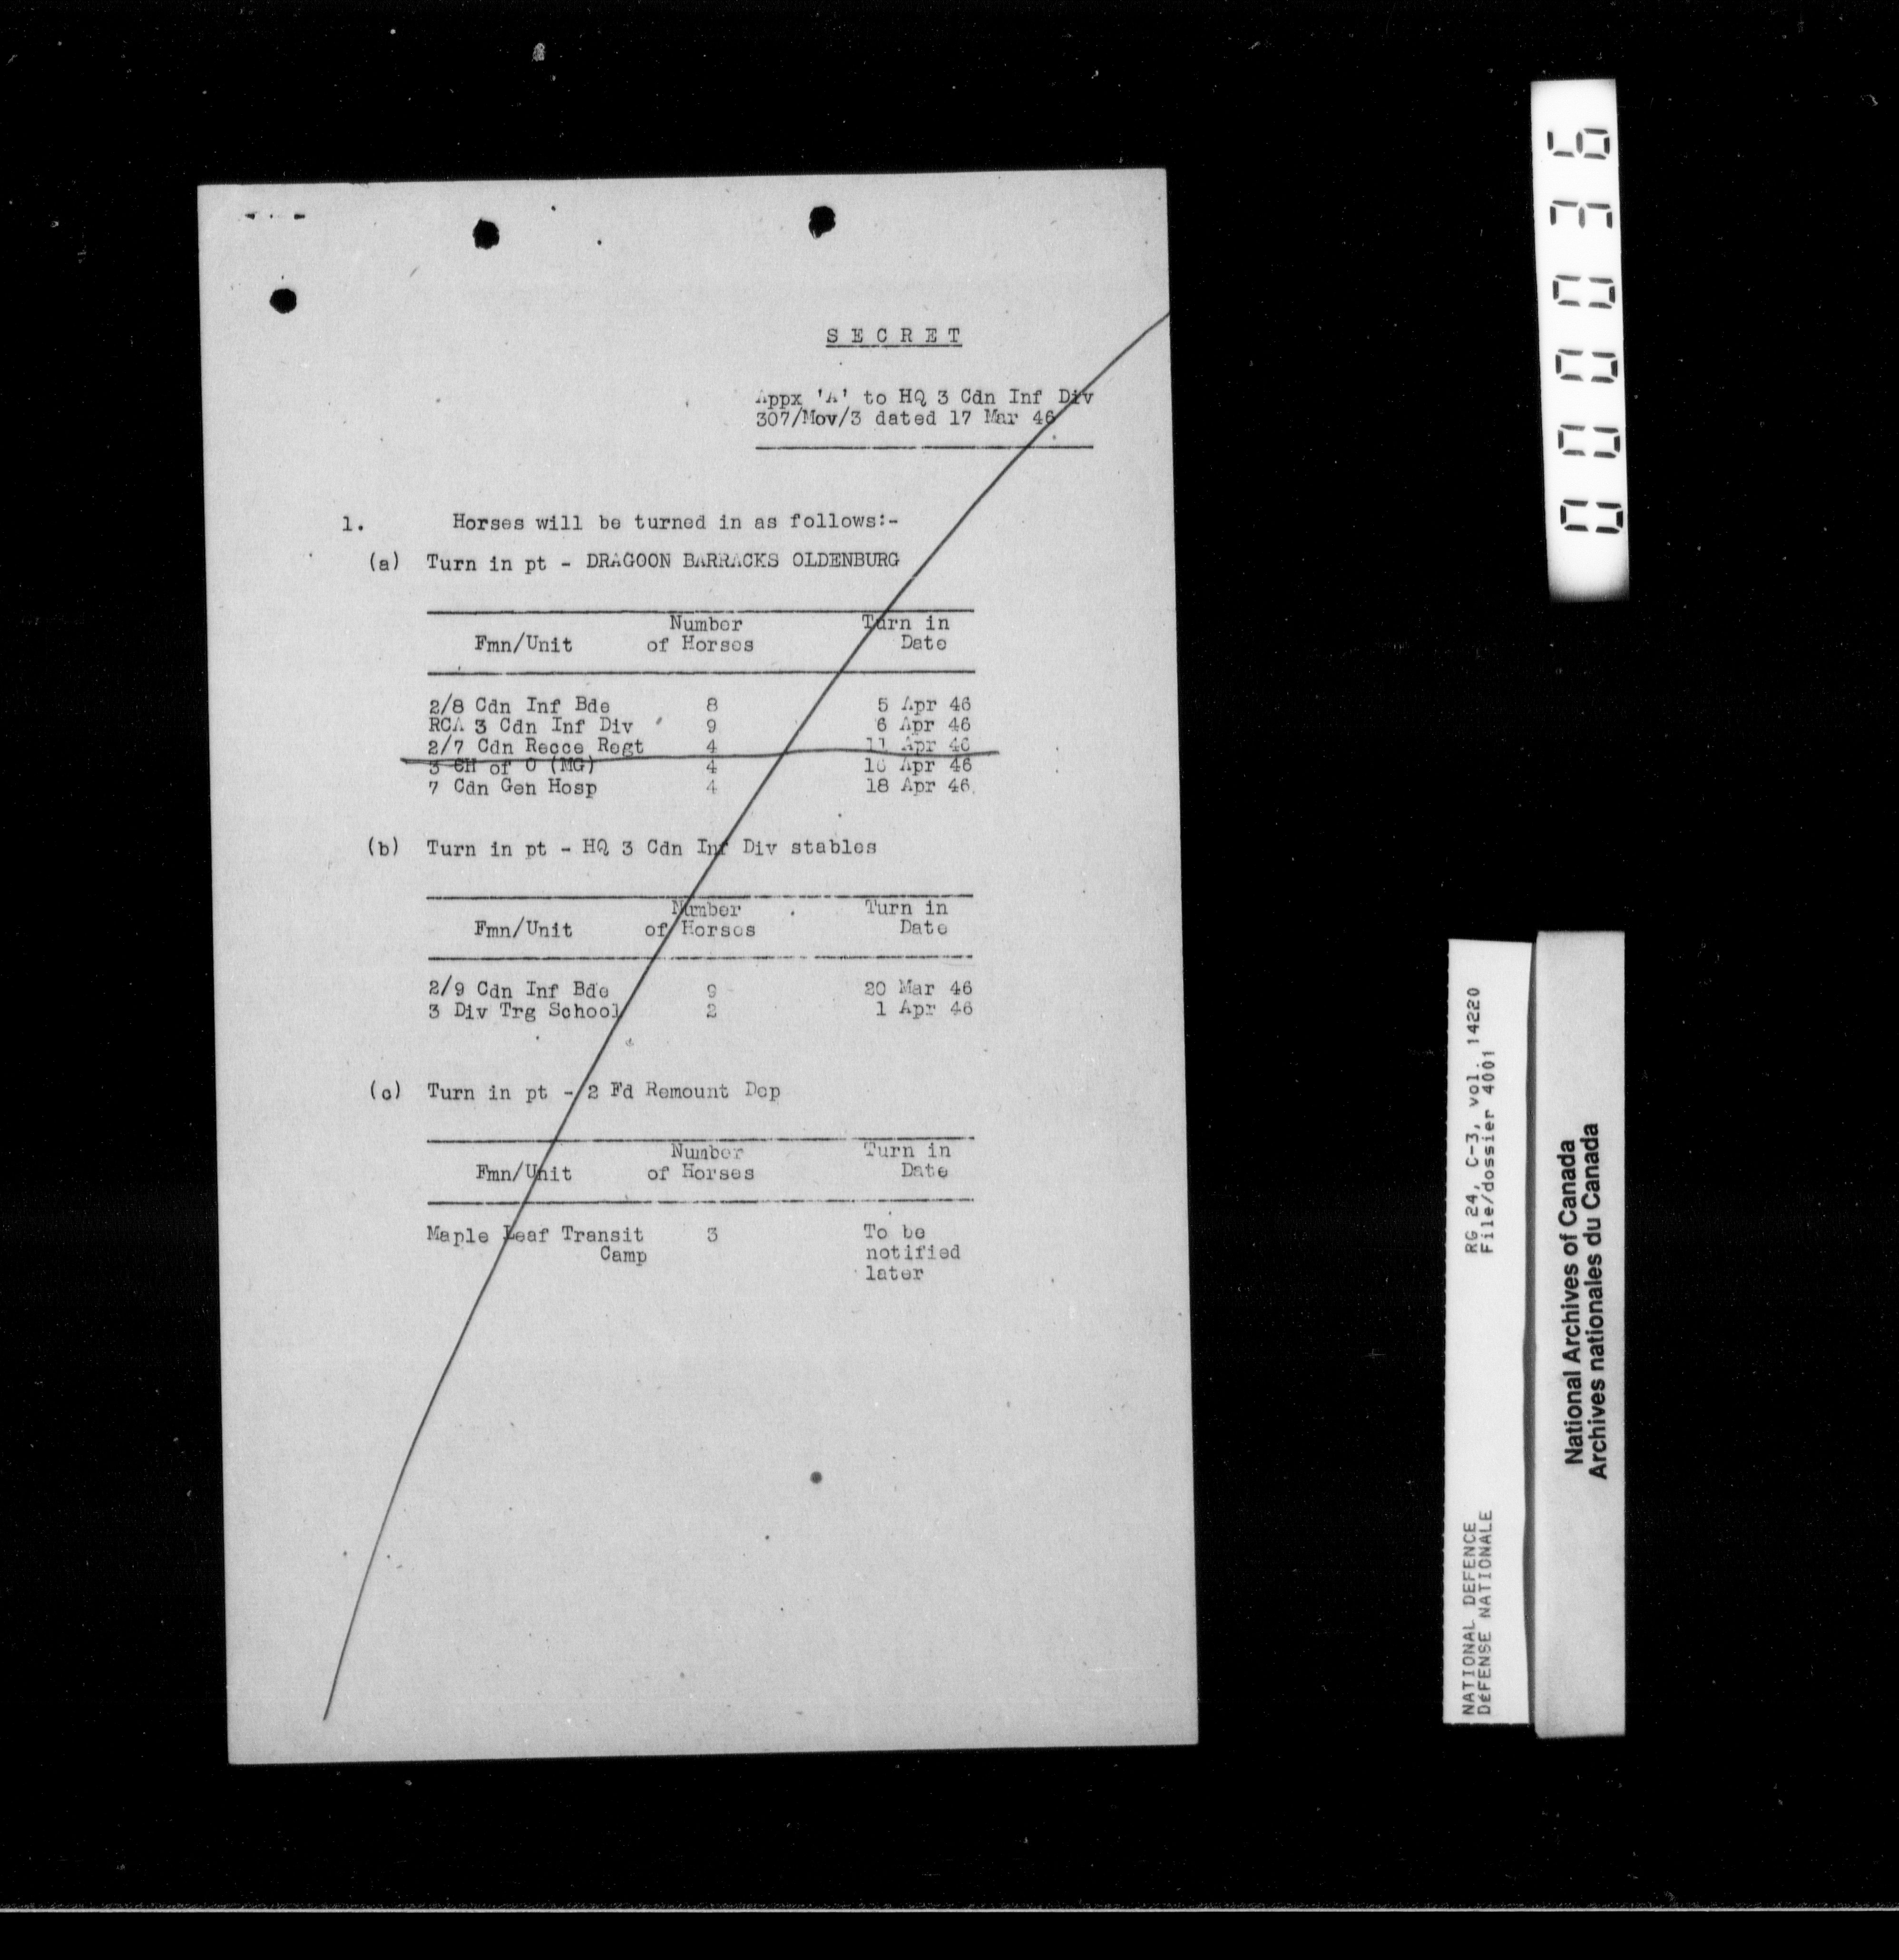 S E C R E T
Appx 'A' to HQ 3 Cdn Inf Div
307/Mov/3 dated 17 Mar 46
1. Horses will be turned in as follows:-
(a) Turn in pt - DRAGOON BARRACKS OLDENBURG
Fmn/Unit Number of Horses Turn in Date
2/8 Cdn Inf Bde 8 5 Apr 46
RCA 3 Cdn Inf Div 9 6 Apr 46
2/7 Cdn Recce Regt 4 11 Apr 46
3 CH of O (MG) 4 16 Apr 46
7 Cdn Gen Hosp 4 18 Apr 46
(b) Turn in pt - HQ 3 Cdn Inf Div stables
Fmn/Unit Number of Horses Turn in Date
2/9 Cdn Inf Bde 9 20 Mar 46
3 Div Trg School 2 1 Apr 46
(c) Turn in pt - 2 Fd Remount Dep
Fmn/Unit Number of Horses Turn in Date
Maple Leaf Transit Camp 3 To be notified later
000036
RG 24, C-3, vol. 14220
File/dossier 4001
NATIONAL DEFENCE
DéFENSE NATIONALE
National Archives of Canada
Archives nationales du Canada